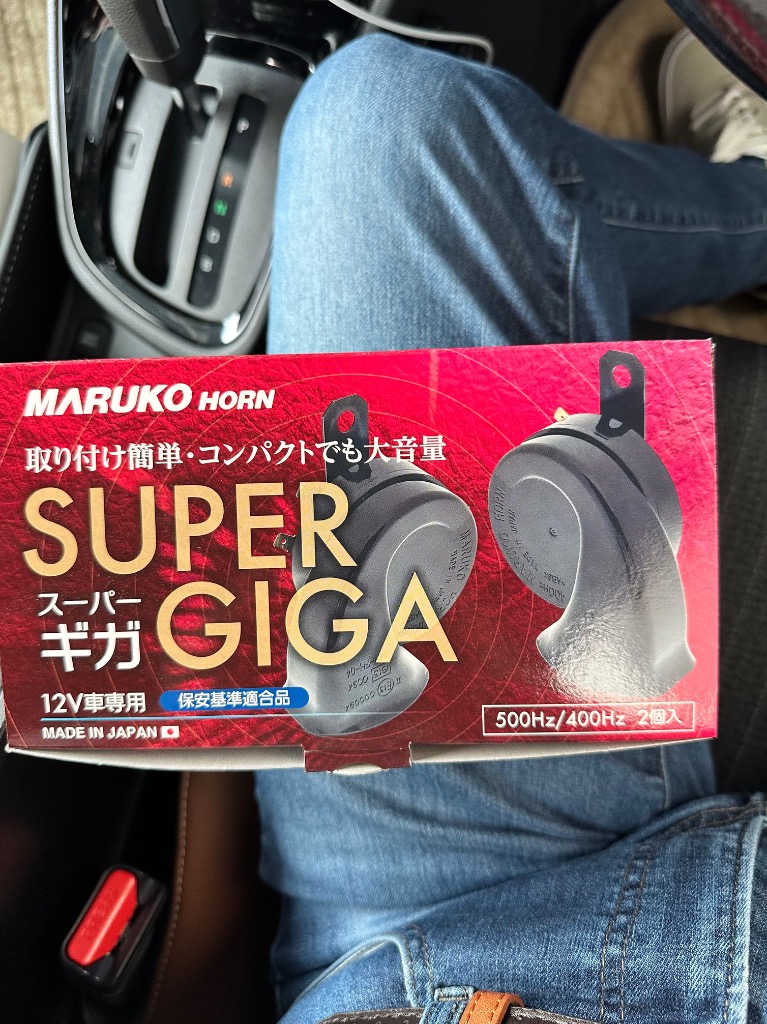 P
R
N
MARUKO HORN
取り付け簡単・コンパクトでも大音量
SUPER
GIGA
スーパー
ギガ
12V車専用
保安基準適合品
MADE IN JAPAN
500Hz/400Hz 2個入